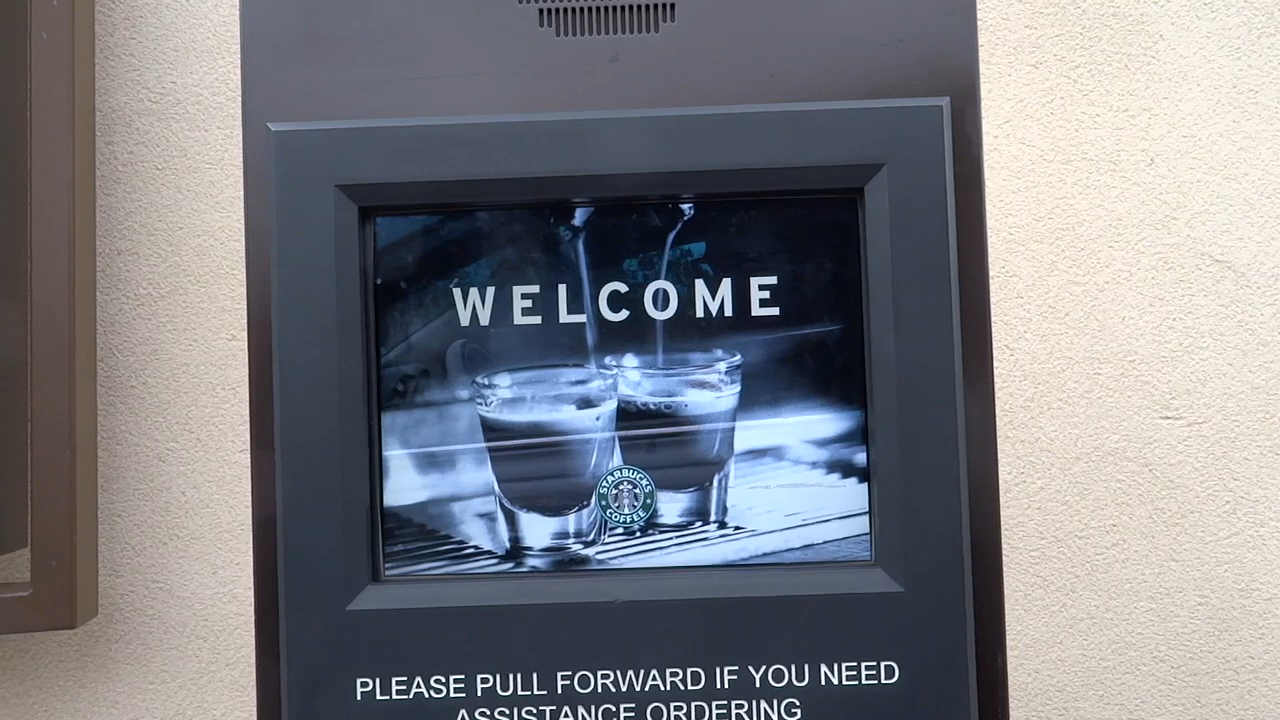 WELCOME
STARBUCKS
COFFEE
PLEASE PULL FORWARD IF YOU NEED
ASSISTANCE ORDERING